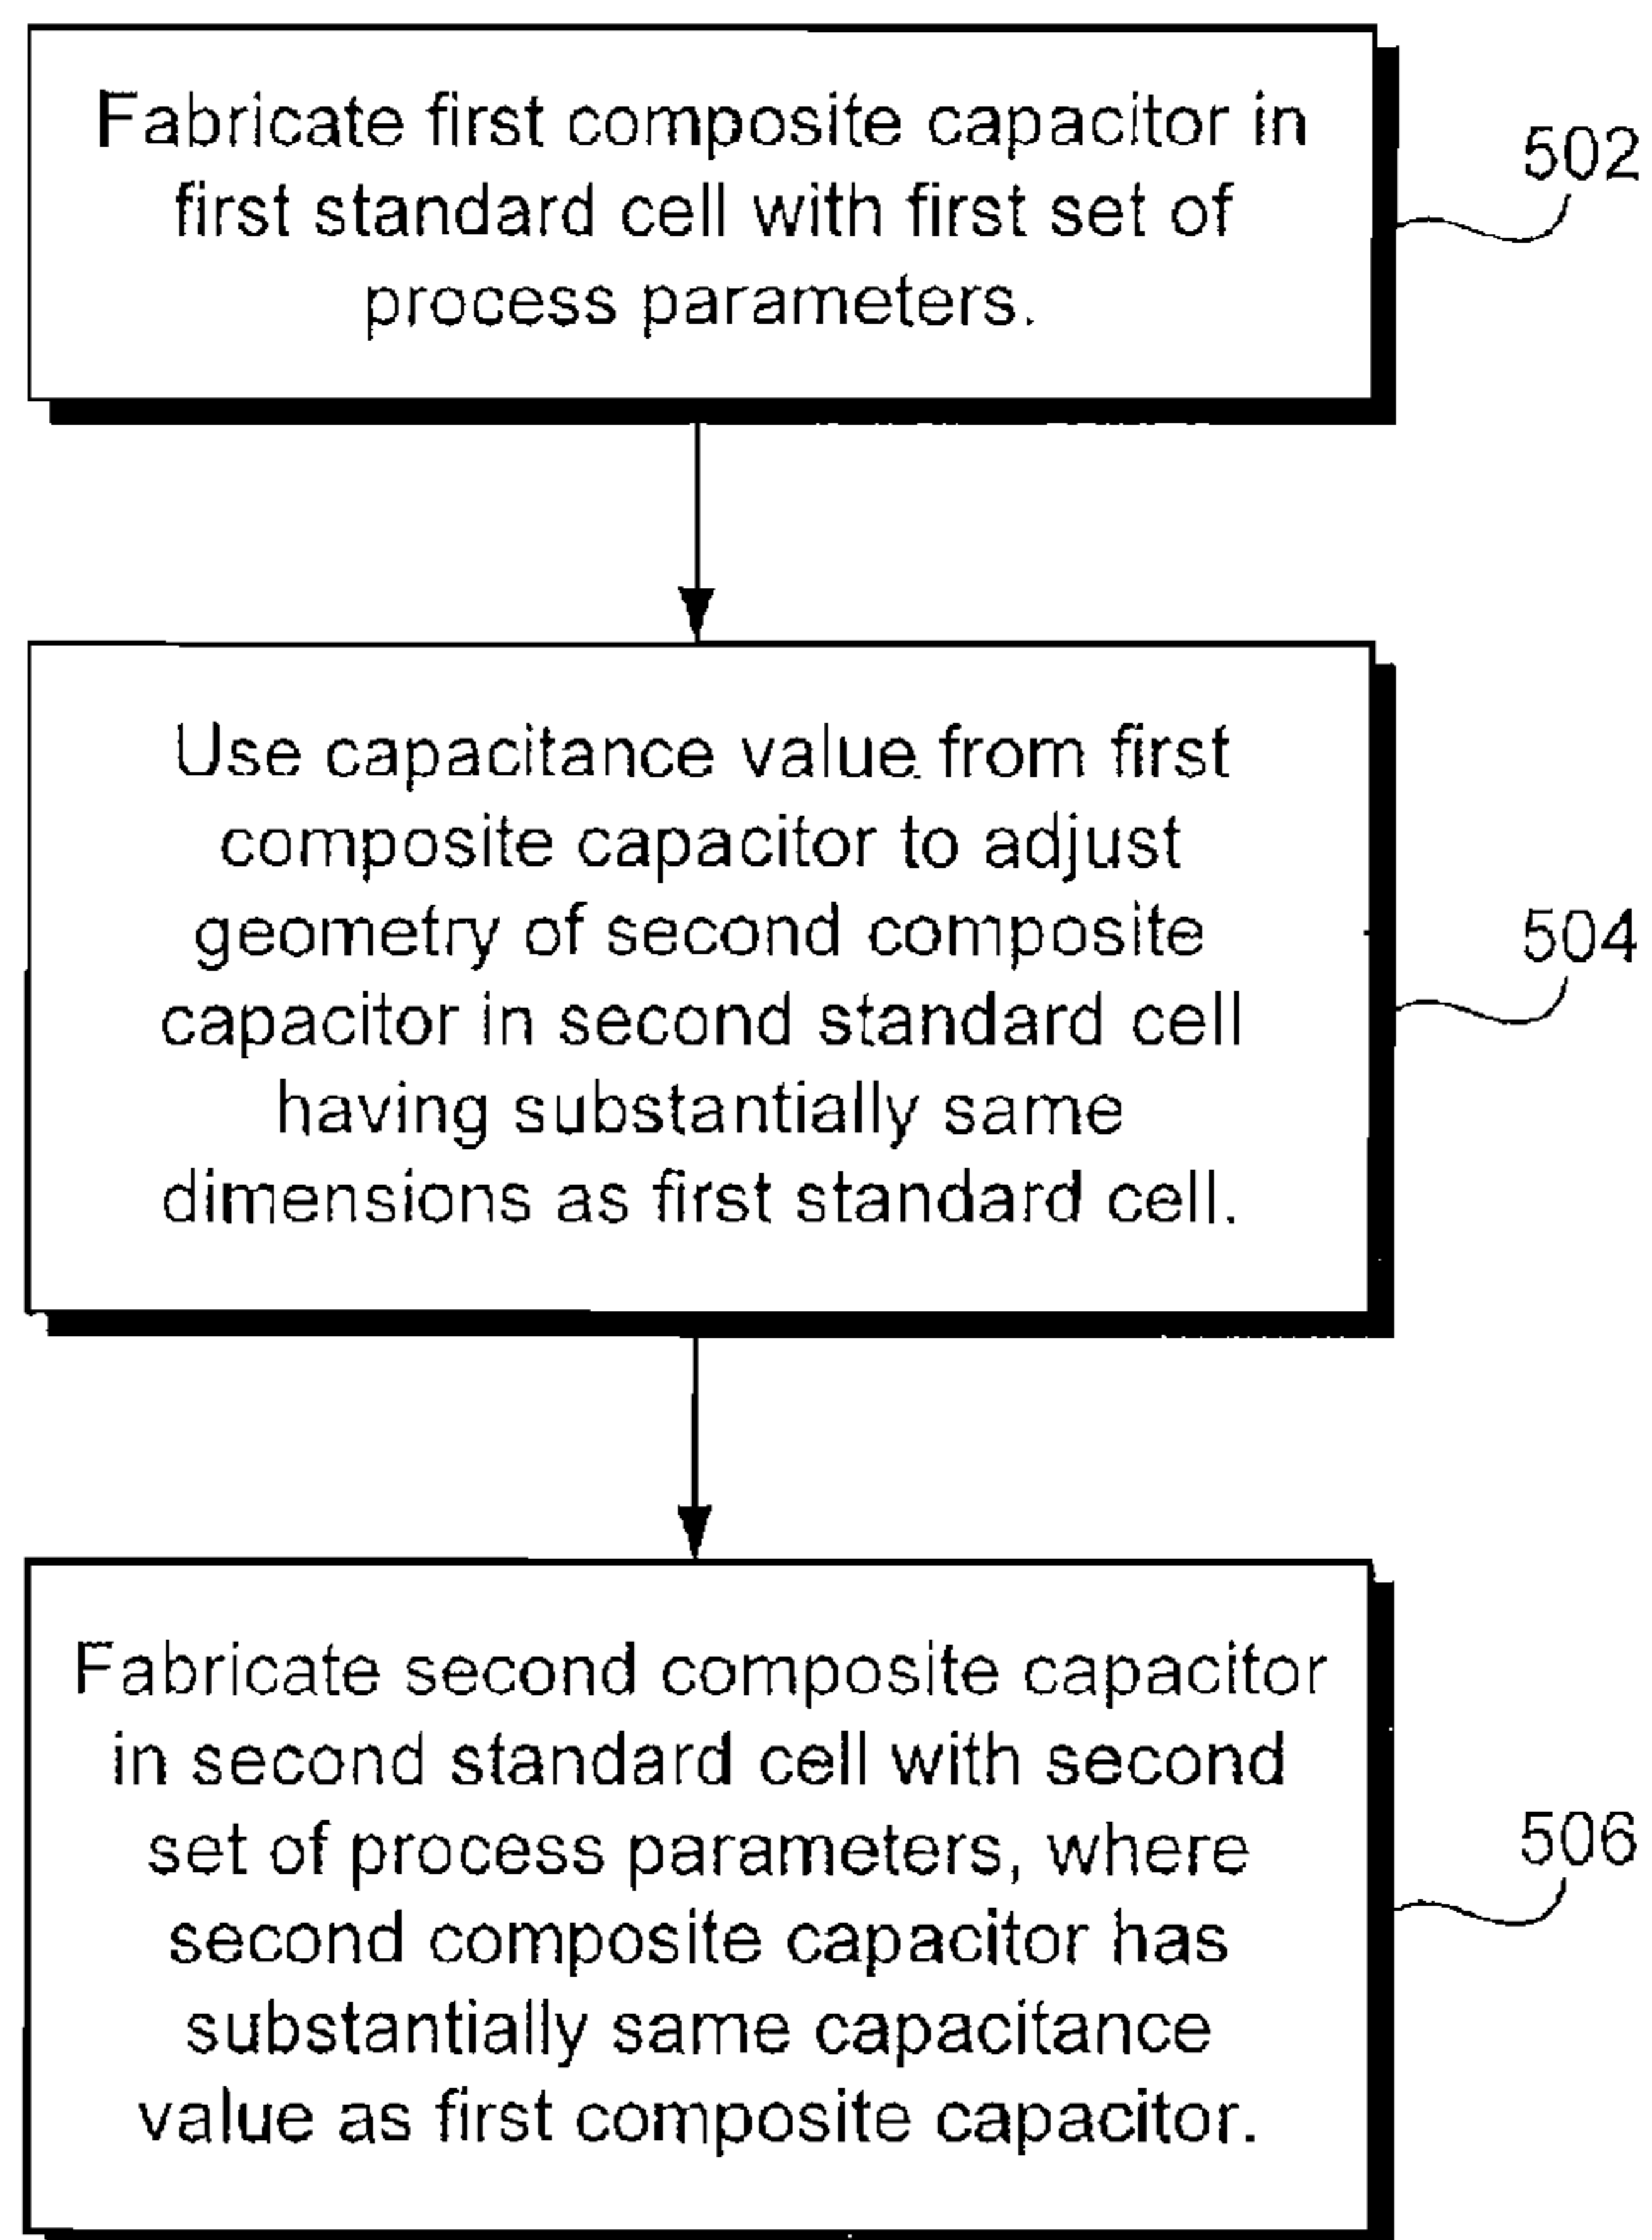 Fabricate first composite capacitor in
first standard cell with first set of
process parameters.
502
Use capacitance value from first
composite capacitor to adjust
geometry of second composite
capacitor in second standard cell
having substantially same
dimensions as first standard cell.
504
Fabricate second composite capacitor
in second standard cell with second
set of process parameters, where
second composite capacitor has
substantially same capacitance
value as first composite capacitor.
506